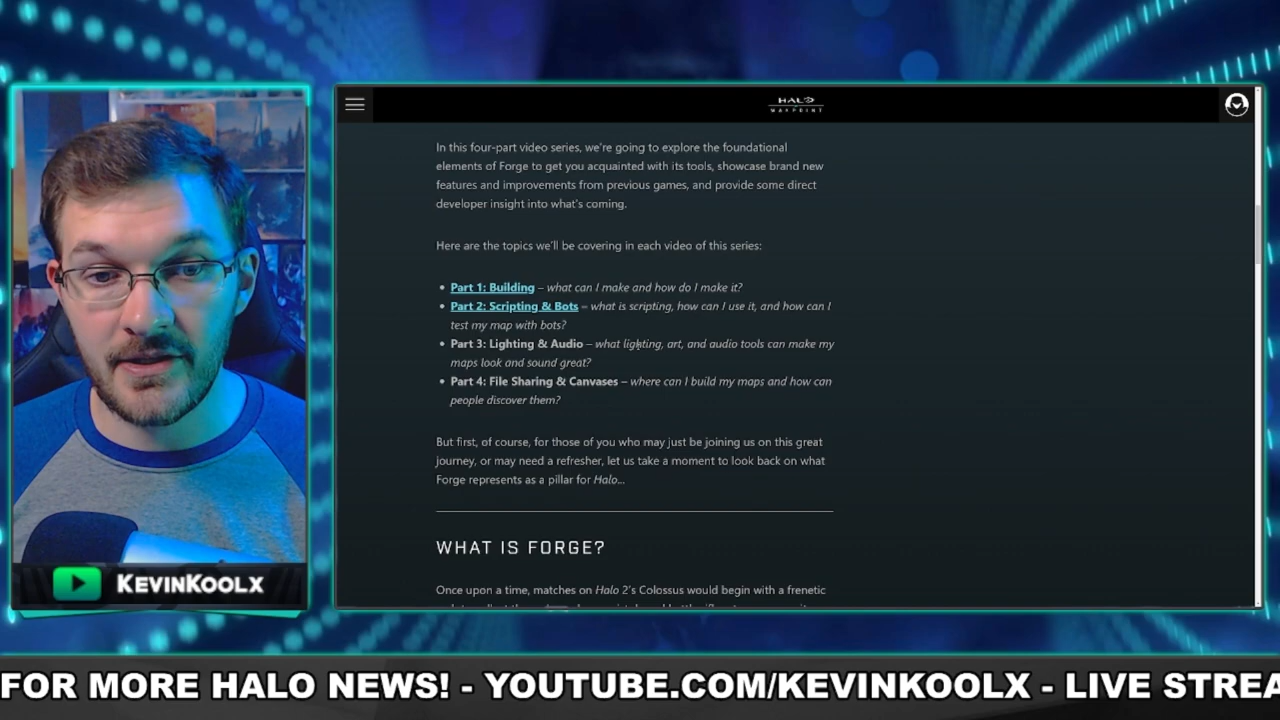 HALO
WAYPOINT
In this four-part video series, we're going to explore the foundational
elements of Forge to get you acquainted with its tools, showcase brand new
features and improvements from previous games, and provide some direct
developer insight into what's coming.
Here are the topics we'll be covering in each video of this series:
• Part 1: Building – what can I make and how do I make it?
• Part 2: Scripting & Bots – what is scripting, how can I use it, and how can I
test my map with bots?
• Part 3: Lighting & Audio – what lighting, art, and audio tools can make my
maps look and sound great?
• Part 4: File Sharing & Canvases – where can I build my maps and how can
people discover them?
But first, of course, for those of you who may just be joining us on this great
journey, or may need a refresher, let us take a moment to look back on what
Forge represents as a pillar for Halo...
WHAT IS FORGE?
Once upon a time, matches on Halo 2's Colossus would begin with a frenetic
KEVINKOOLX
FOR MORE HALO NEWS! - YOUTUBE.COM/KEVINKOOLX - LIVE STREA